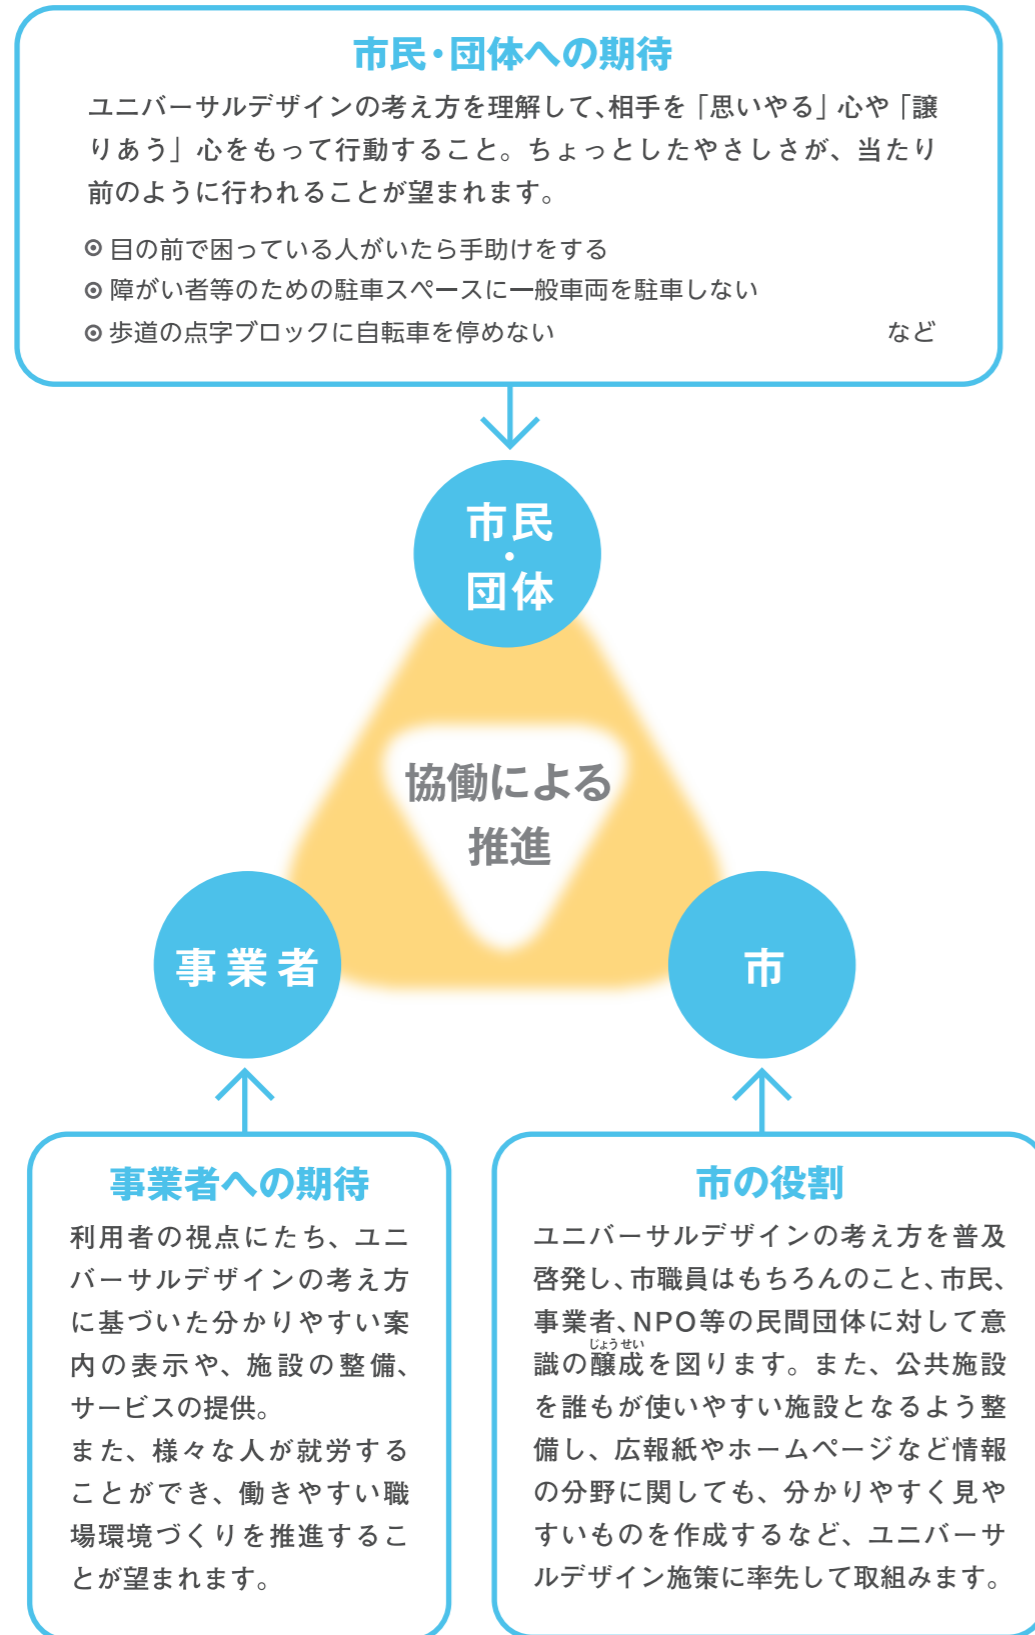 市民・団体への期待
ユニバーサルデザインの考え方を理解して、相手を「思いやる」心や「譲
りあう」心をもって行動すること。ちょっとしたやさしさが、当たり
前のように行われることが望まれます。
◉目の前で困っている人がいたら手助けをする
◉障がい者等のための駐車スペースに一般車両を駐車しない
◉歩道の点字ブロックに自転車を停めない など
市民
・
団体
協働による
推進
事業者
市
事業者への期待
利用者の視点にたち、ユニ
バーサルデザインの考え方
に基づいた分かりやすい案
内の表示や、施設の整備、
サービスの提供。
また、様々な人が就労する
ことができ、働きやすい職
場環境づくりを推進するこ
とが望まれます。
市の役割
ユニバーサルデザインの考え方を普及
啓発し、市職員はもちろんのこと、市民、
事業者、NPO等の民間団体に対して意
じょうせい
識の醸成を図ります。また、公共施設
を誰もが使いやすい施設となるよう整
備し、広報紙やホームページなど情報
の分野に関しても、分かりやすく見や
すいものを作成するなど、ユニバーサ
ルデザイン施策に率先して取組みます。